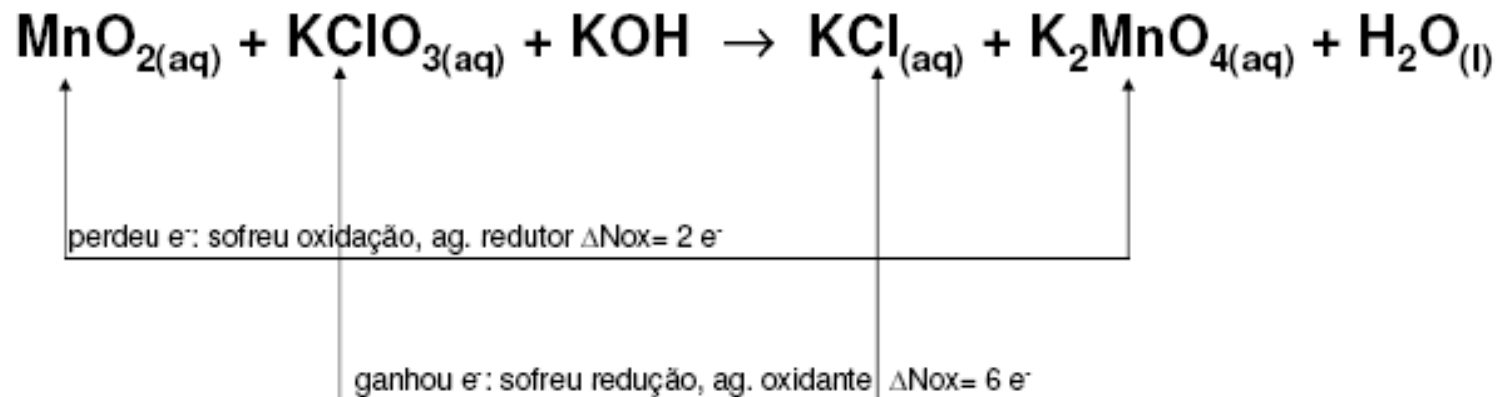 MnO₂(aq) + KClO₃(aq) + KOH → KCl(aq) + K₂MnO₄(aq) + H₂O(l)
perdeu e⁻: sofreu oxidação, ag. redutor ΔNox= 2 e⁻
ganhou e⁻: sofreu redução, ag. oxidante ΔNox= 6 e⁻